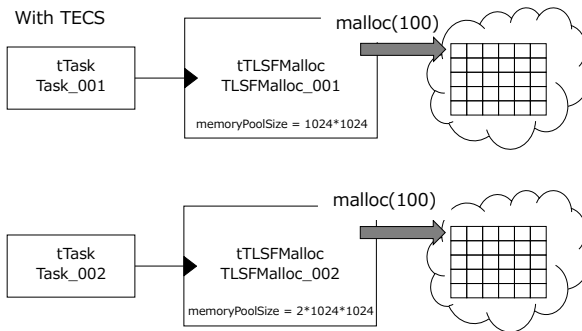 With TECS
malloc(100)
tTask
Task_001
tTLSFMalloc
TLSFMalloc_001
memoryPoolSize = 1024*1024
malloc(100)
tTask
Task_002
tTLSFMalloc
TLSFMalloc_002
memoryPoolSize = 2*1024*1024